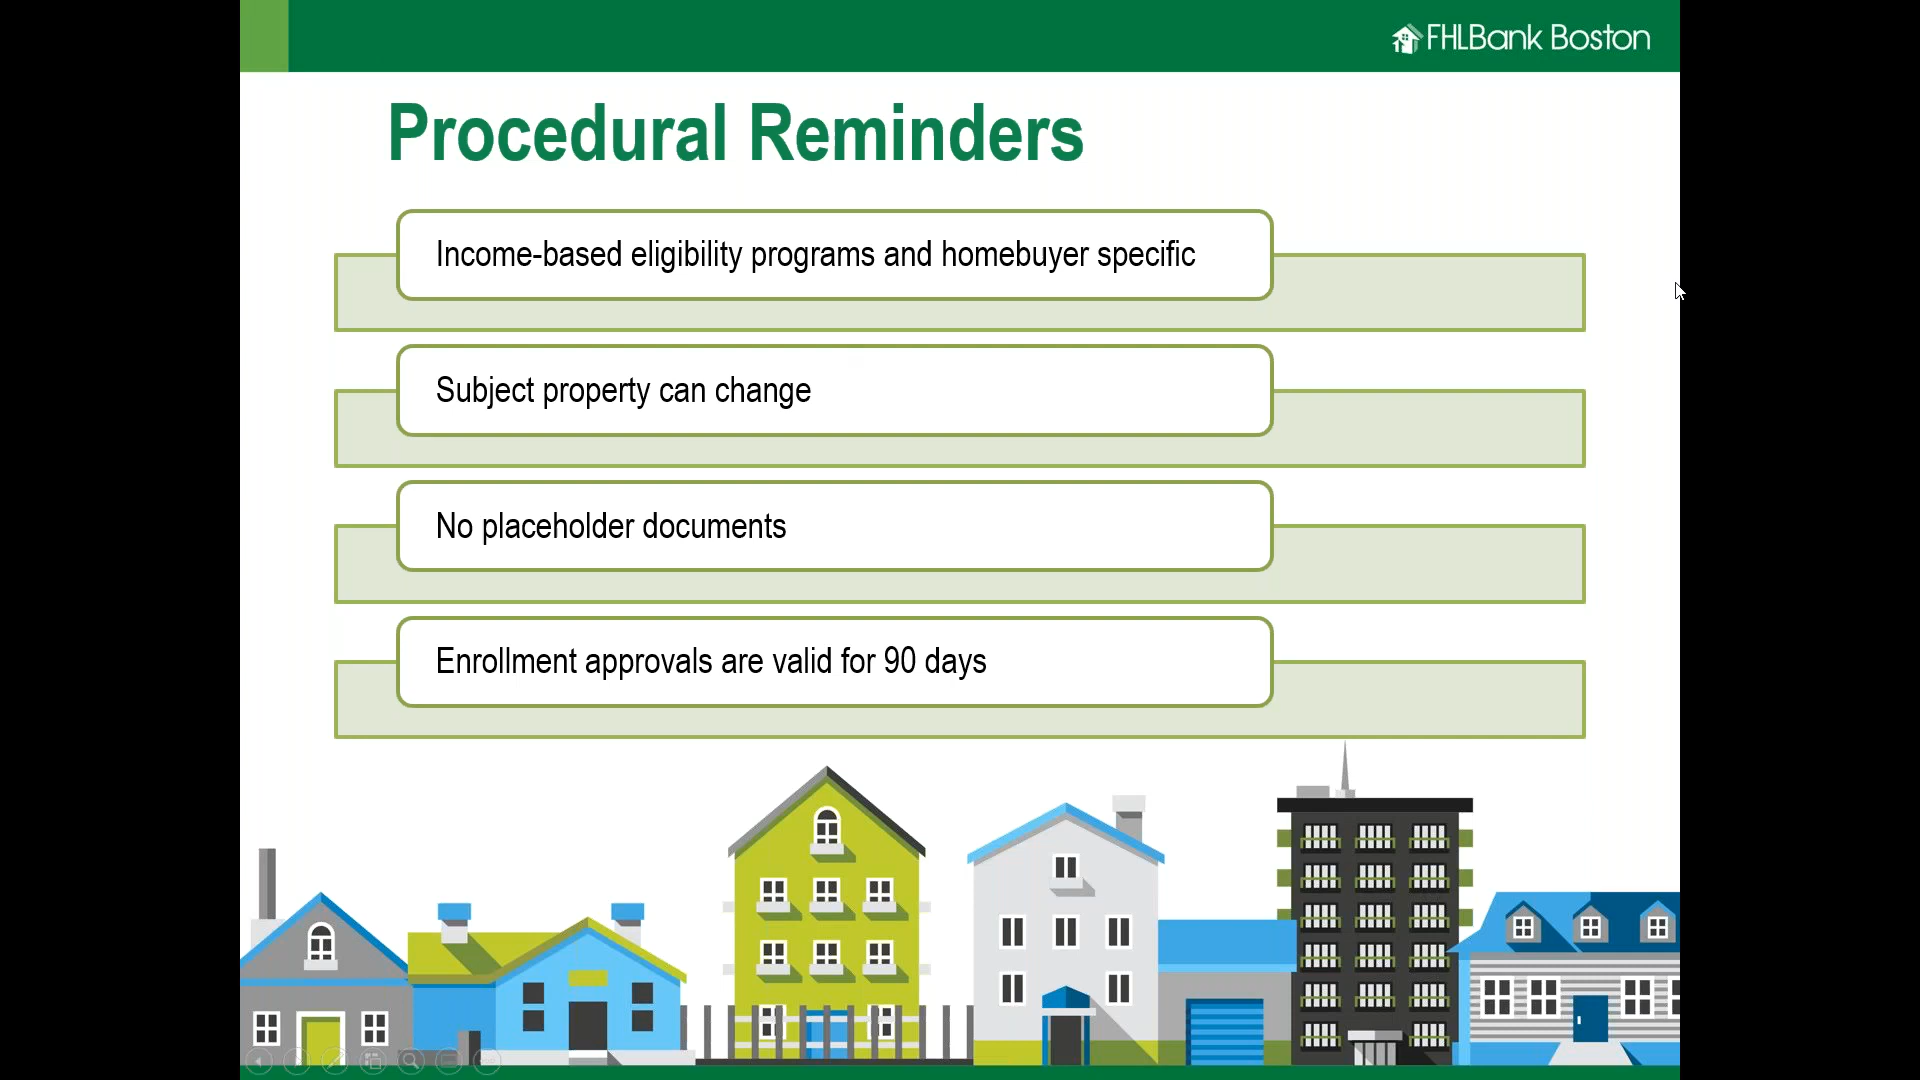 FHLBank Boston
Procedural Reminders
Income-based eligibility programs and homebuyer specific
Subject property can change
No placeholder documents
Enrollment approvals are valid for 90 days